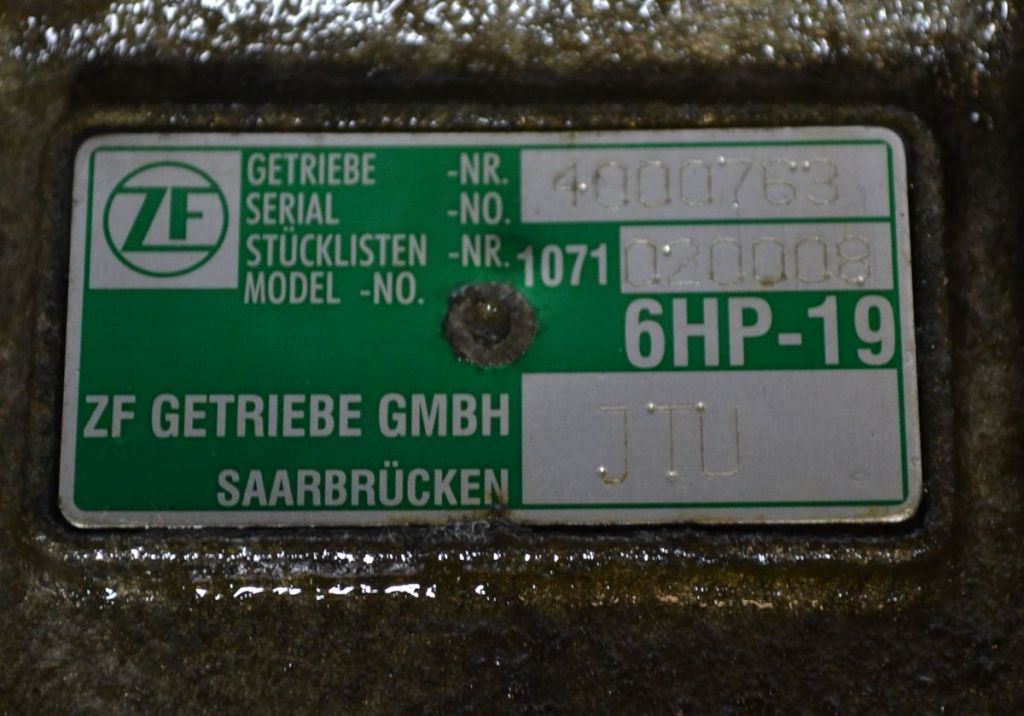 ZF
GETRIEBE -NR. 4000763
SERIAL -NO.
STÜCKLISTEN -NR. 1071 020008
MODEL -NO.
6HP-19
ZF GETRIEBE GMBH
SAARBRÜCKEN
JTU